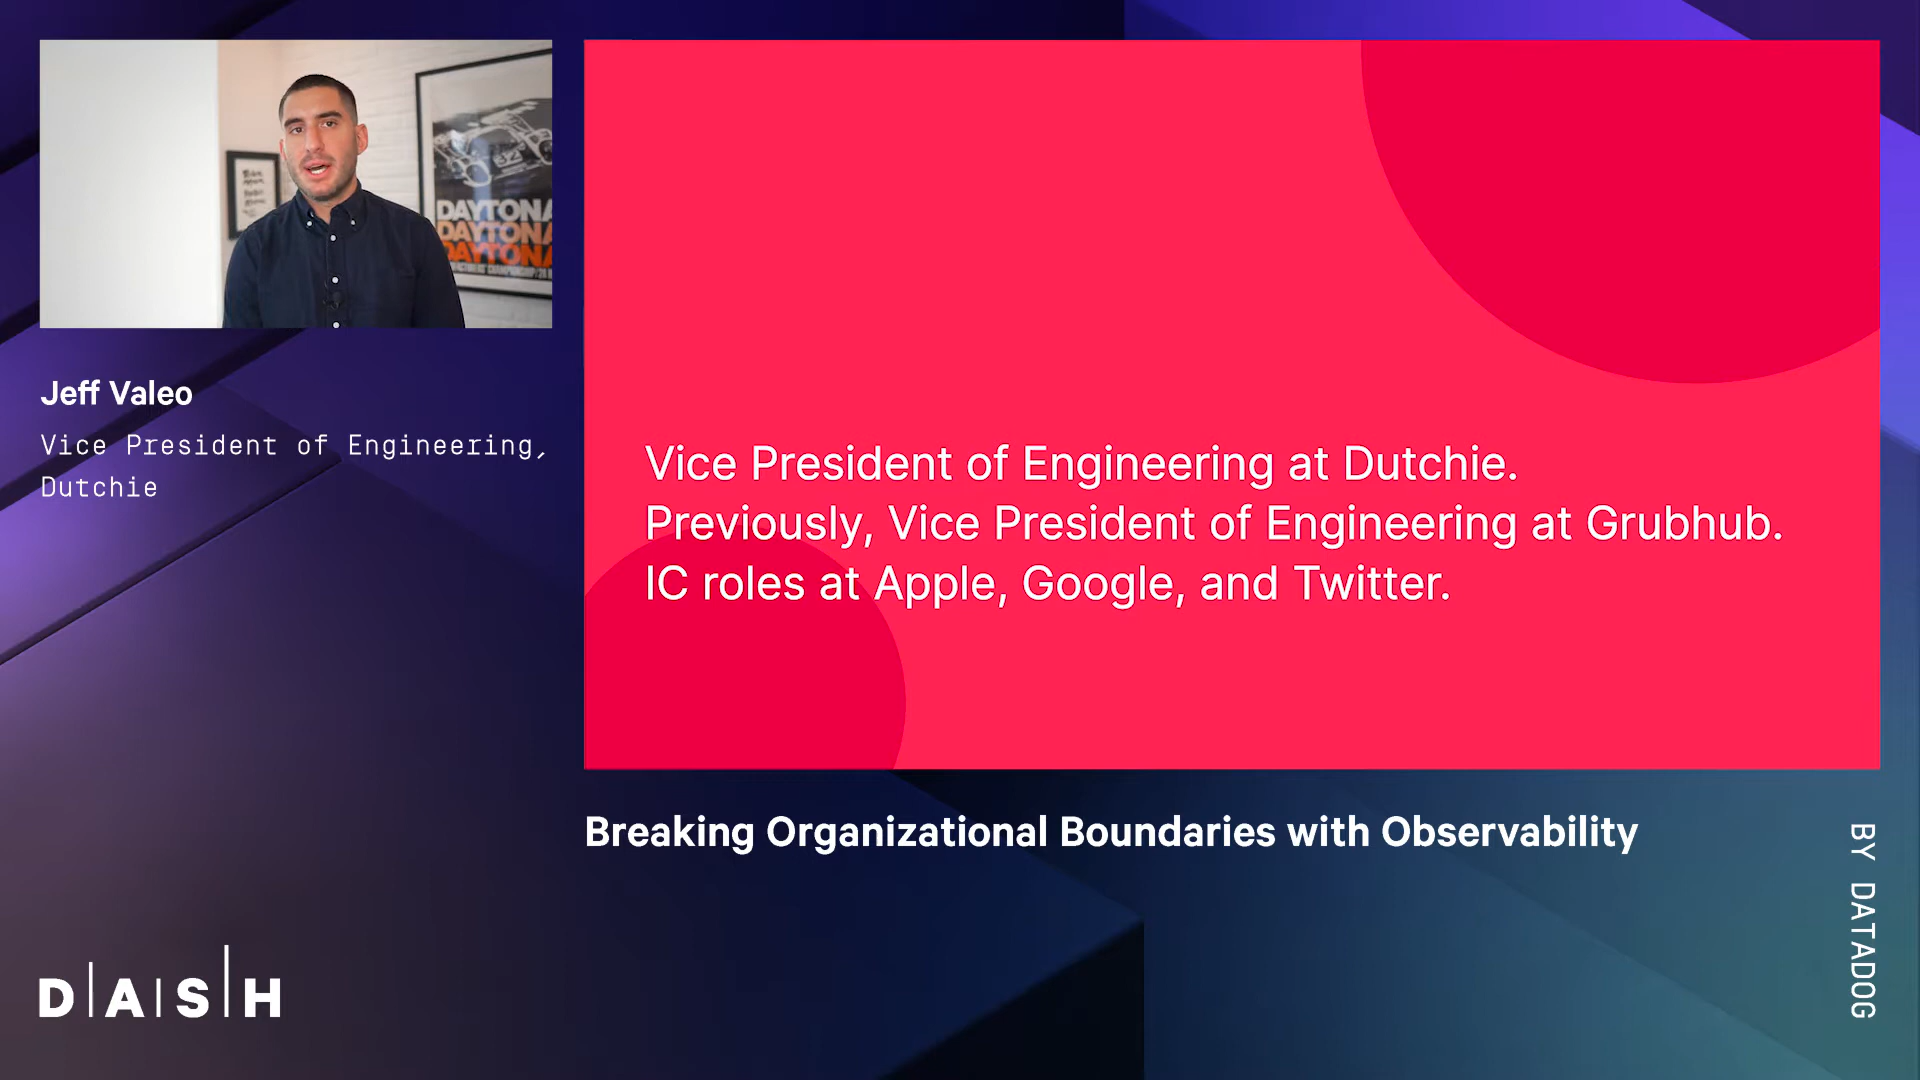 DAYTONA
DAYTONA
DAYTONA
Jeff Valeo
Vice President of Engineering,
Dutchie
Vice President of Engineering at Dutchie.
Previously, Vice President of Engineering at Grubhub.
IC roles at Apple, Google, and Twitter.
Breaking Organizational Boundaries with Observability
DASH
BY DATADOG